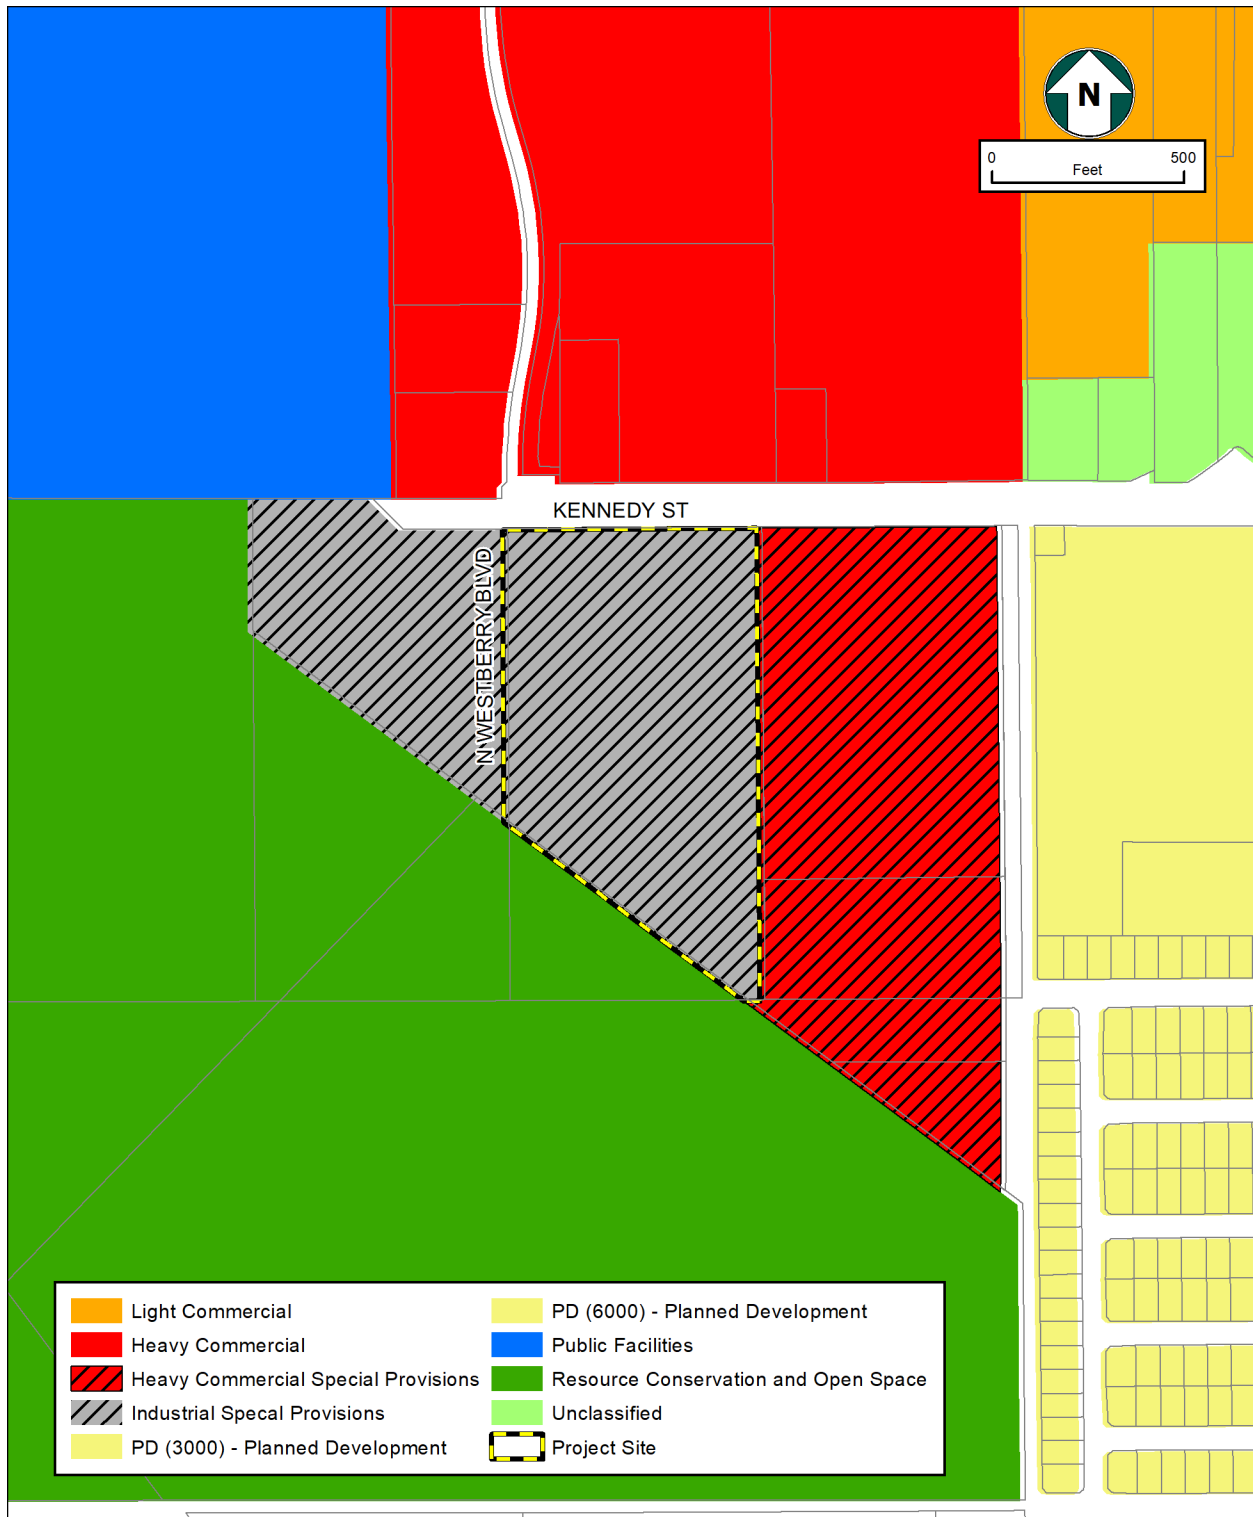 N
0 500
Feet
KENNEDY ST
N WESTBERRY BLVD
Light Commercial
Heavy Commercial
Heavy Commercial Special Provisions
Industrial Specal Provisions
PD (3000) - Planned Development
PD (6000) - Planned Development
Public Facilities
Resource Conservation and Open Space
Unclassified
Project Site